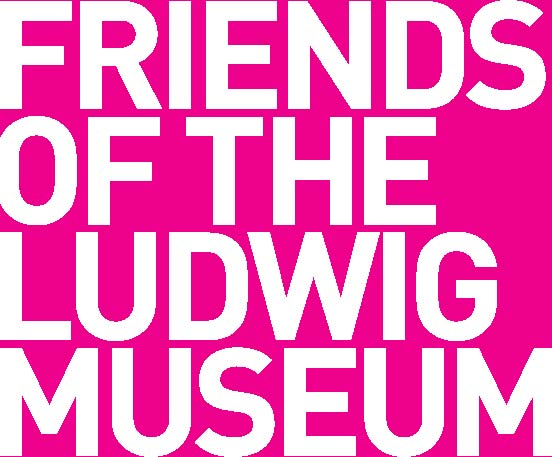 FRIENDS
OF THE
LUDWIG
MUSEUM